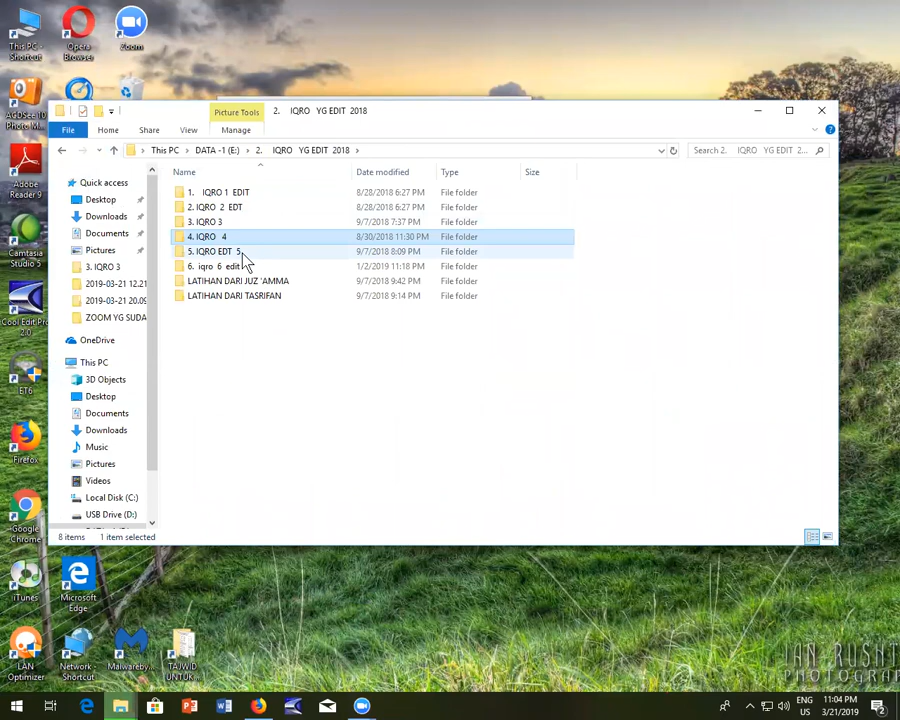 This PC - Shortcut
Opera Browser
Zoom
ACDSee 10 Photo M...
Adobe Reader 9
Camtasia Studio 5
Cool Edit Pro 2.0
IET6
Firefox
Google Chrome
iTunes
Microsoft Edge
LAN Optimizer
Network - Shortcut
Malwareby...
TAJWID UNTUK ...
Picture Tools
2. IQRO YG EDIT 2018
File Home Share View Manage
This PC > DATA -1 (E:) > 2. IQRO YG EDIT 2018 >
Search 2. IQRO YG EDIT 2...
Name Date modified Type Size
1. IQRO 1 EDIT 8/28/2018 6:27 PM File folder
2. IQRO 2 EDT 8/28/2018 6:27 PM File folder
3. IQRO 3 9/7/2018 7:37 PM File folder
4. IQRO 4 8/30/2018 11:30 PM File folder
5. IQRO EDT 5 9/7/2018 8:09 PM File folder
6. iqro 6 edit 1/2/2019 11:18 PM File folder
LATIHAN DARI JUZ 'AMMA 9/7/2018 9:42 PM File folder
LATIHAN DARI TASRIFAN 9/7/2018 9:14 PM File folder
Quick access
Desktop
Downloads
Documents
Pictures
3. IQRO 3
2019-03-21 12.21
2019-03-21 20.09
ZOOM YG SUDA
OneDrive
This PC
3D Objects
Desktop
Documents
Downloads
Music
Pictures
Videos
Local Disk (C:)
USB Drive (D:)
8 items 1 item selected
ENG
US
11:04 PM
3/21/2019
2